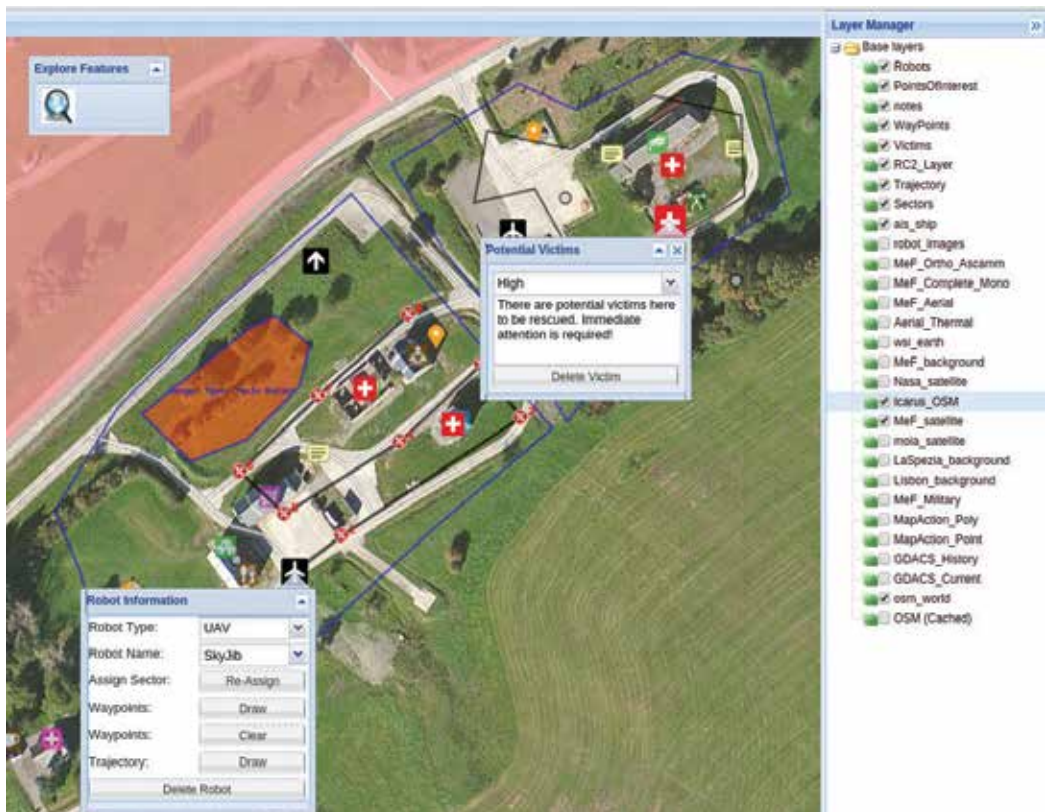 Explore Features
Potential Victims
High
There are potential victims here
to be rescued. Immediate
attention is required!
Delete Victim
Robot Information
Robot Type: UAV
Robot Name: SkyJib
Assign Sector: Re-Assign
Waypoints: Draw
Waypoints: Clear
Trajectory: Draw
Delete Robot
Layer Manager
Base layers
Robots
PointsOfInterest
notes
WayPoints
Victims
RC2_Layer
Trajectory
Sectors
ais_ship
robot_images
MeF_Ortho_Ascamm
MeF_Complete_Mono
MeF_Aerial
Aerial_Thermal
wsi_earth
MeF_background
Nasa_satellite
Icarus_OSM
MeF_satellite
moia_satellite
LaSpezia_background
Lisbon_background
MeF_Military
MapAction_Poly
MapAction_Point
GDACS_History
GDACS_Current
osm_world
OSM (Cached)